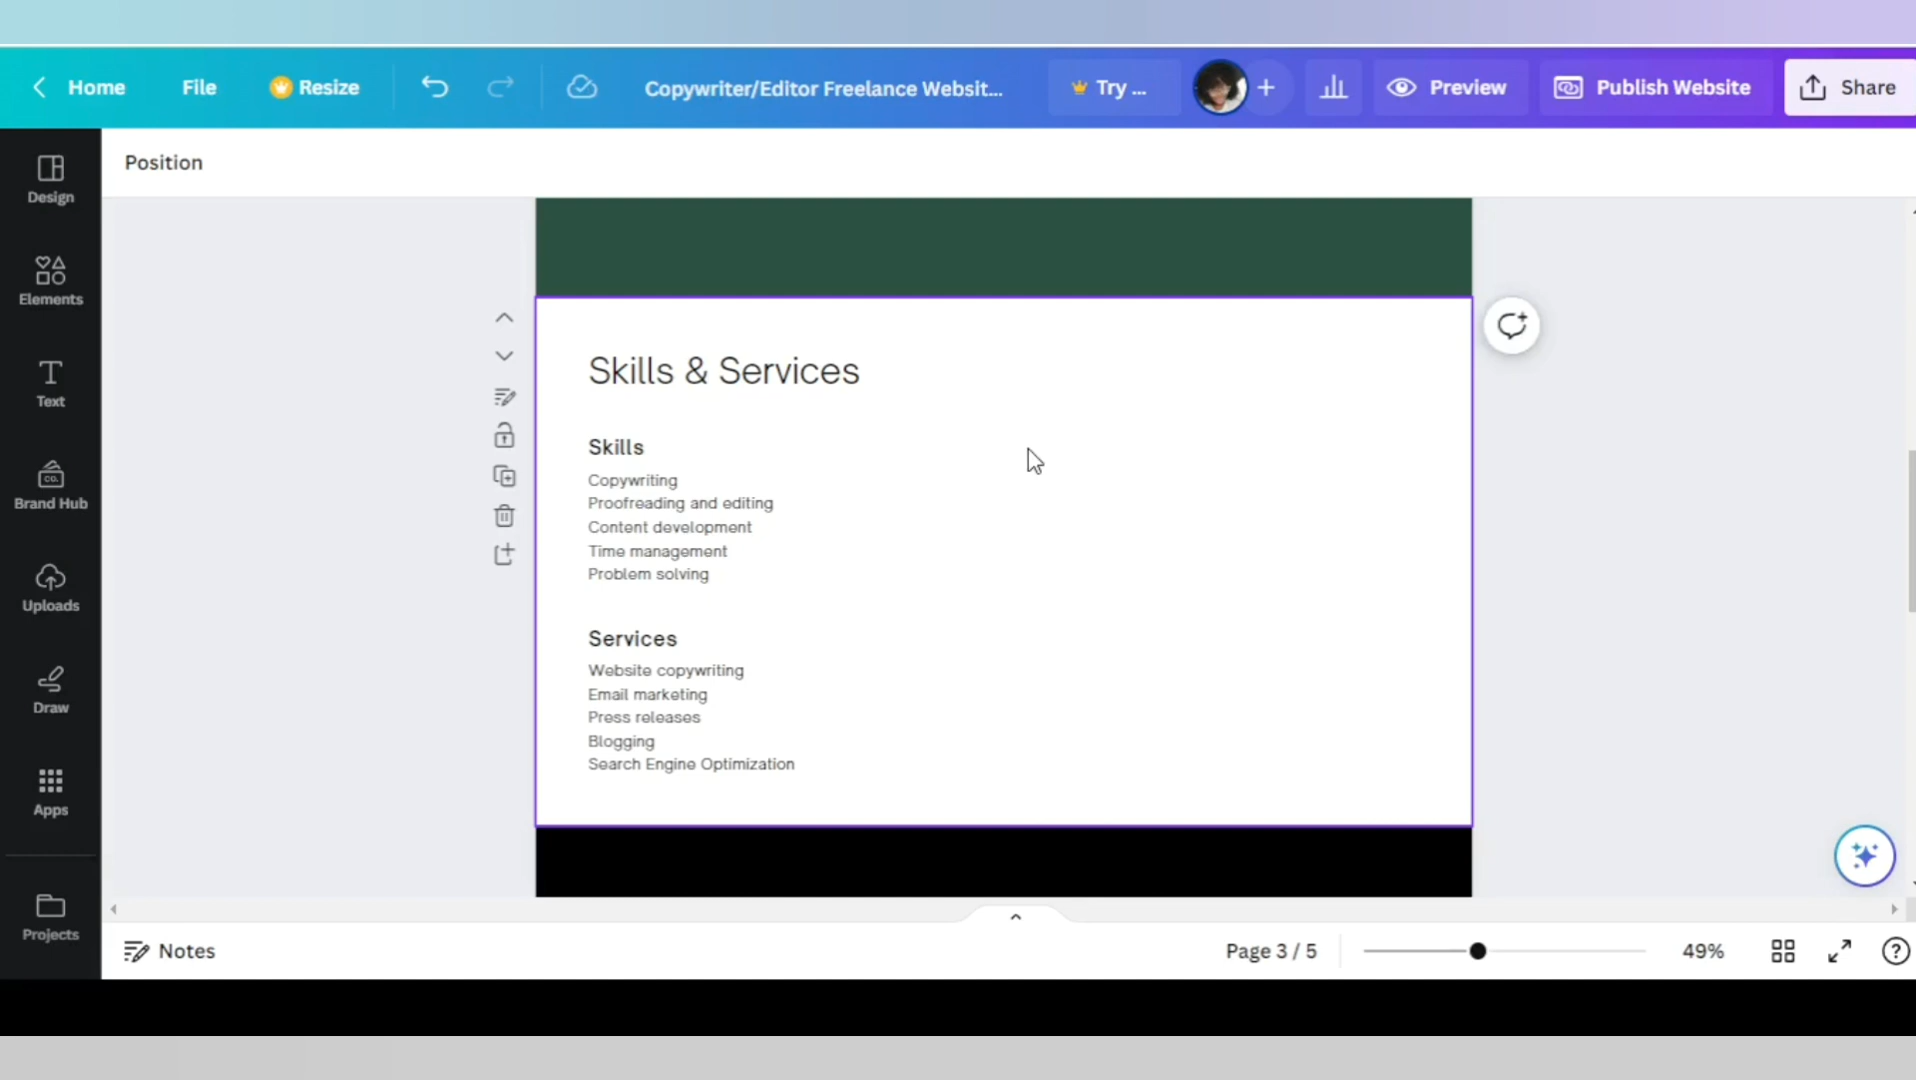 Home
File
Resize
Copywriter/Editor Freelance Websit...
Try ...
Preview
Publish Website
Share
Position
Design
Elements
Text
CO.
Brand Hub
Uploads
Draw
Apps
Projects
Skills & Services
Skills
Copywriting
Proofreading and editing
Content development
Time management
Problem solving
Services
Website copywriting
Email marketing
Press releases
Blogging
Search Engine Optimization
Notes
Page 3 / 5
49%
?